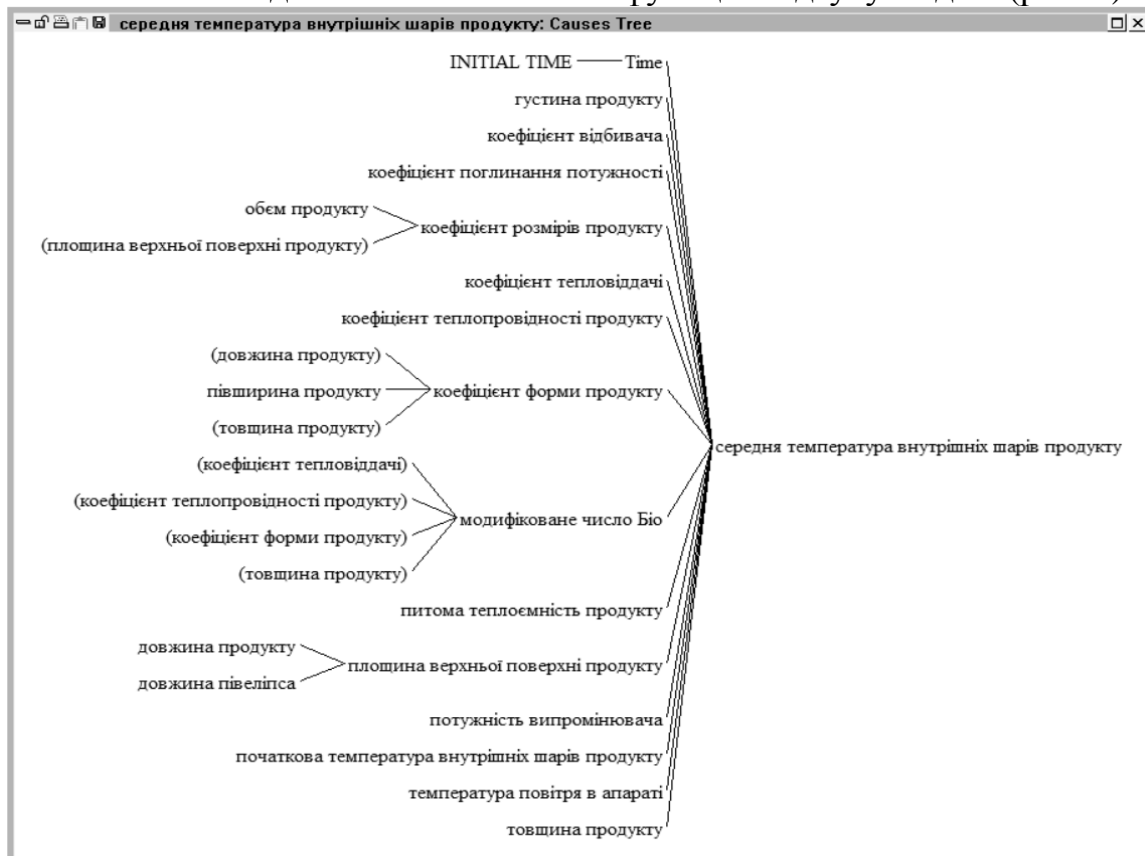 середня температура внутрішніх шарів продукту: Causes Tree
INITIAL TIME Time
густина продукту
коефіцієнт відбивача
коефіцієнт поглинання потужності
обєм продукту
(площина верхньої поверхні продукту)
коефіцієнт розмірів продукту
коефіцієнт тепловіддачі
коефіцієнт теплопровідності продукту
(довжина продукту)
півширина продукту
(товщина продукту)
коефіцієнт форми продукту
середня температура внутрішніх шарів продукту
(коефіцієнт тепловіддачі)
(коефіцієнт теплопровідності продукту)
(коефіцієнт форми продукту)
(товщина продукту)
модифіковане число Біо
питома теплоємність продукту
довжина продукту
довжина півеліпса
площина верхньої поверхні продукту
потужність випромінювача
початкова температура внутрішніх шарів продукту
температура повітря в апараті
товщина продукту